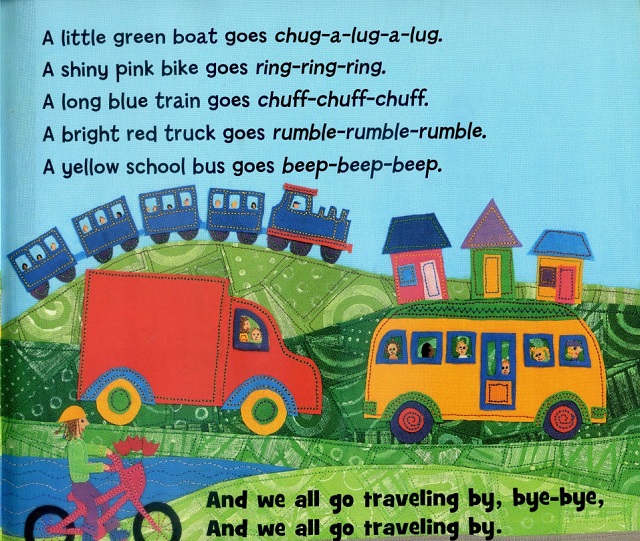 A little green boat goes chug-a-lug-a-lug.
A shiny pink bike goes ring-ring-ring.
A long blue train goes chuff-chuff-chuff.
A bright red truck goes rumble-rumble-rumble.
A yellow school bus goes beep-beep-beep.
And we all go traveling by, bye-bye,
And we all go traveling by.